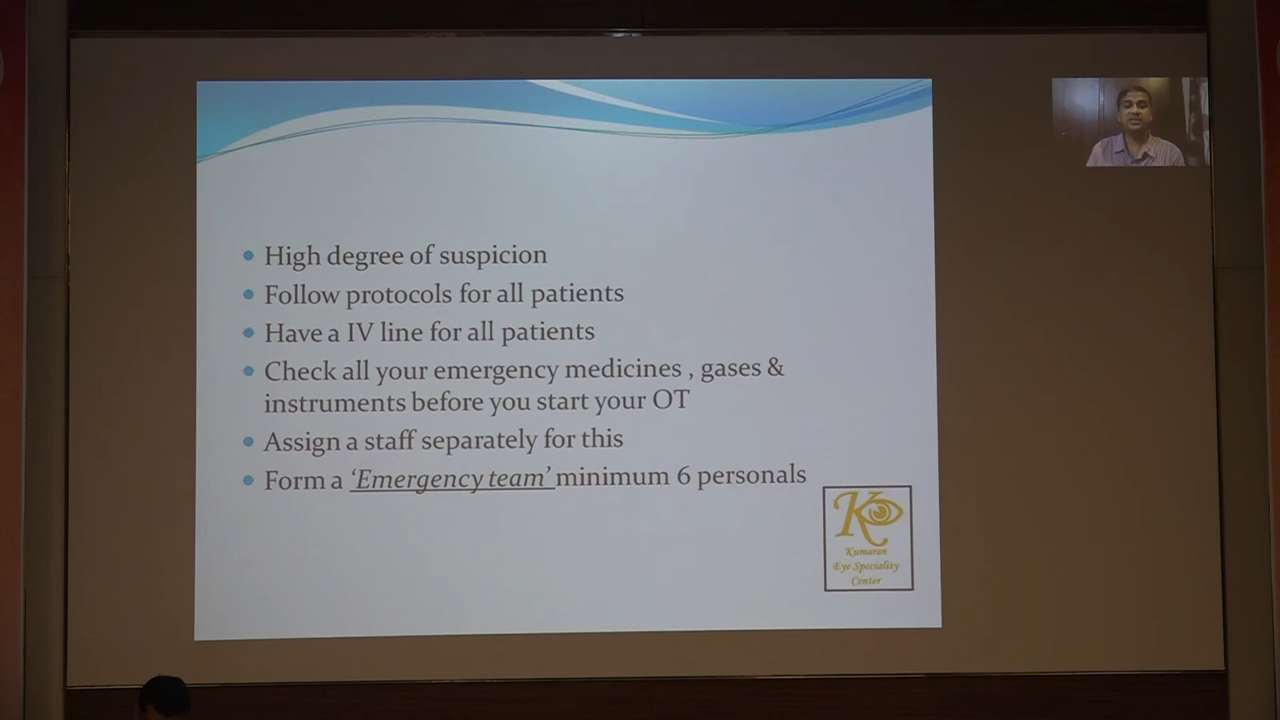 High degree of suspicion
Follow protocols for all patients
Have a IV line for all patients
Check all your emergency medicines , gases &
instruments before you start your OT
Assign a staff separately for this
Form a ‘Emergency team’ minimum 6 personals
K
Kumaran
Eye Speciality
Center